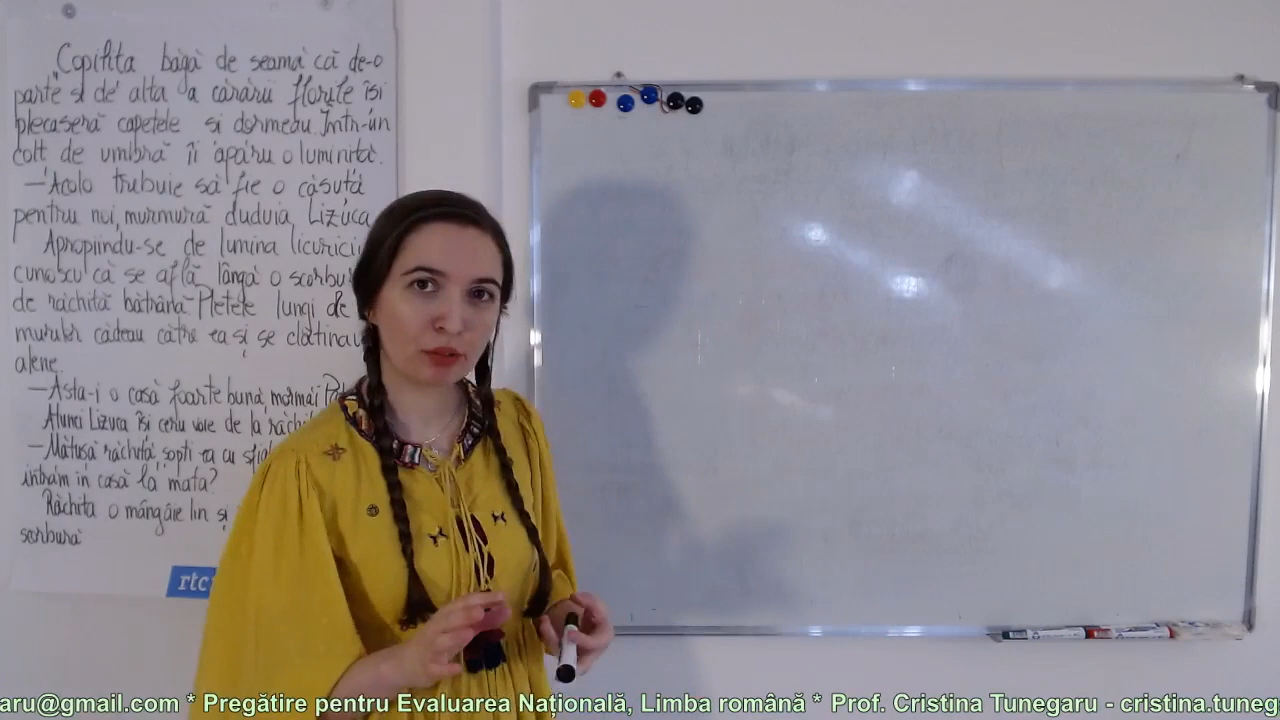 Copilița băgă de seamă că de-o
parte și de alta a cărării florile își
plecaseră capetele și dormeau. Într-un
colț de umbră îi apăru o luminiță.
— Acolo trebuie să fie o căsuță
pentru noi, murmură duduia Lizuca
Apropiindu-se de lumina licurici
cunoscu că se află lângă o scorbur
de răchită bătrână. Pletele lungi de
murilor cădeau către ea și se clătinau
alene.
— Asta-i o casă foarte bună, mormăi
Atunci Lizuca își ceru voie de la răchi
— Mătușă răchită, șopti ea cu sfial
intrăm în casă la mata?
Răchita o mângâie lin și
scorbură
rtc
aru@gmail.com * Pregătire pentru Evaluarea Națională, Limba română * Prof. Cristina Tunegaru - cristina.tuneg